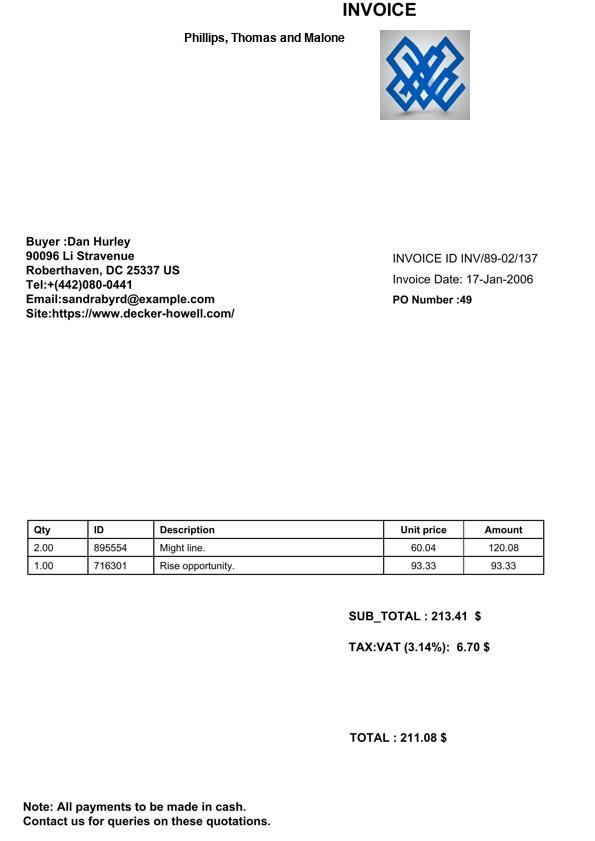 INVOICE
Phillips, Thomas and Malone
Buyer :Dan Hurley
90096 Li Stravenue
Roberthaven, DC 25337 US
Tel:+(442)080-0441
Email:sandrabyrd@example.com
Site:https://www.decker-howell.com/
INVOICE ID INV/89-02/137
Invoice Date: 17-Jan-2006
PO Number :49
Qty ID Description Unit price Amount
2.00 895554 Might line. 60.04 120.08
1.00 716301 Rise opportunity. 93.33 93.33
SUB_TOTAL : 213.41 $
TAX:VAT (3.14%): 6.70 $
TOTAL : 211.08 $
Note: All payments to be made in cash.
Contact us for queries on these quotations.